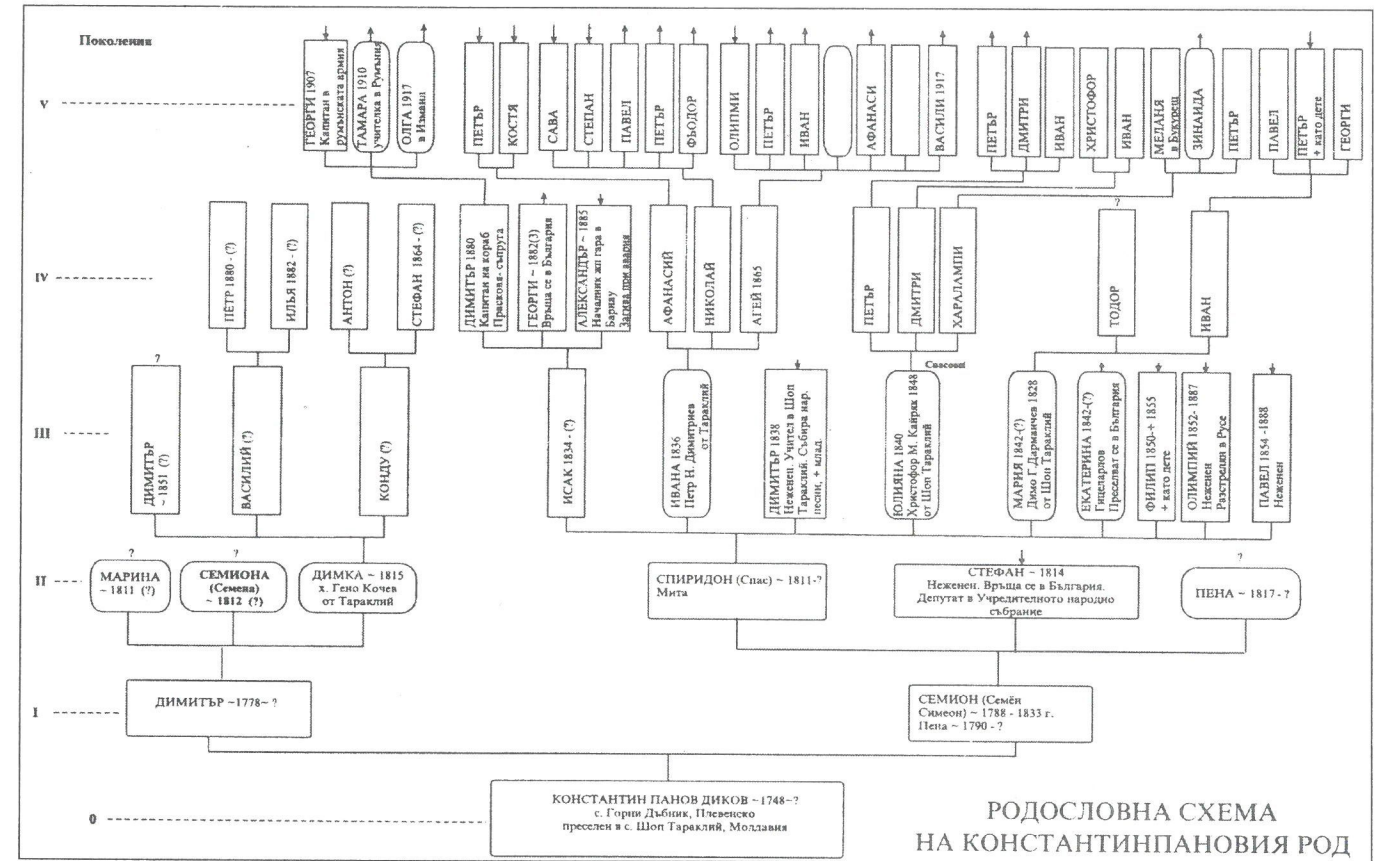 Поколения
V
ГЕОРГИ 1907
Капитан в
румънската армия
ТАМАРА 1910
учителка в Румъния
ОЛГА 1917
в Измаил
ПЕТЪР
КОСТЯ
САВА
СТЕПАН
ПАВЕЛ
ПЕТЪР
ФЬОДОР
ОЛИПМИ
ПЕТЪР
ИВАН
АФАНАСИ
ВАСИЛИ 1917
ПЕТЪР
ДМИТРИ
ИВАН
ХРИСТОФОР
ИВАН
МЕЛАНЯ
в Букурещ
ЗИНАИДА
ПЕТЪР
ПАВЕЛ
ПЕТЪР
+ като дете
ГЕОРГИ
IV
ПЁТР 1880 - (?)
ИЛЬЯ 1882 - (?)
АНТОН (?)
СТЕФАН 1864 - (?)
ДИМИТЪР 1880
Капитан на кораб
Прасковя- съпруга
ГЕОРГИ ~ 1882(3)
Връща се в България
АЛЕКСАНДЪР ~ 1885
Началник жп гара в
Барнау
Загива при авария
АФАНАСИЙ
НИКОЛАЙ
АГЕЙ 1865
ПЕТЪР
ДМИТРИ
ХАРАЛАМПИ
?
ТОДОР
ИВАН
III
?
ДИМИТЪР
~ 1851 (?)
ВАСИЛИЙ (?)
КОНДУ (?)
ИСАК 1834 - (?)
ИВАНА 1836
Петр Н. Димитриев
от Тараклий
ДИМИТЪР 1838
Неженен. Учител в Шоп
Тараклий. Събира нар.
песни, + млад.
Спасови
ЮЛИЯНА 1840
Христофор М. Кайрях 1848
от Шоп Тараклий
МАРИЯ 1842-(?)
Димо Г.Дарманчев 1828
от Шоп Тараклий
ЕКАТЕРИНА 1842-(?)
Гицеларлов
Преселват се в България
ФИЛИП 1850-+ 1855
+ като дете
ОЛИМПИЙ 1852- 1887
Неженен
Разстрелян в Русе
ПАВЕЛ 1854 -1888
Неженен
II
?
МАРИНА
~ 1811 (?)
?
СЕМИОНА
(Семена)
~ 1812 (?)
ДИМКА ~ 1815
х. Гено Кочев
от Тараклий
СПИРИДОН (Спас) ~ 1811-?
Мита
СТЕФАН ~ 1814
Неженен. Връща се в България.
Депутат в Учредителното народно
събрание
?
ПЕНА ~ 1817 - ?
I
ДИМИТЪР ~1778~ ?
СЕМИОН (Семён
Симеон) ~ 1788 - 1833 г.
Пена ~ 1790 - ?
0
КОНСТАНТИН ПАНОВ ДИКОВ ~1748~?
с. Горни Дъбник, Плевенско
преселен в с. Шоп Тараклий, Молдавия
РОДОСЛОВНА СХЕМА
НА КОНСТАНТИНПАНОВИЯ РОД